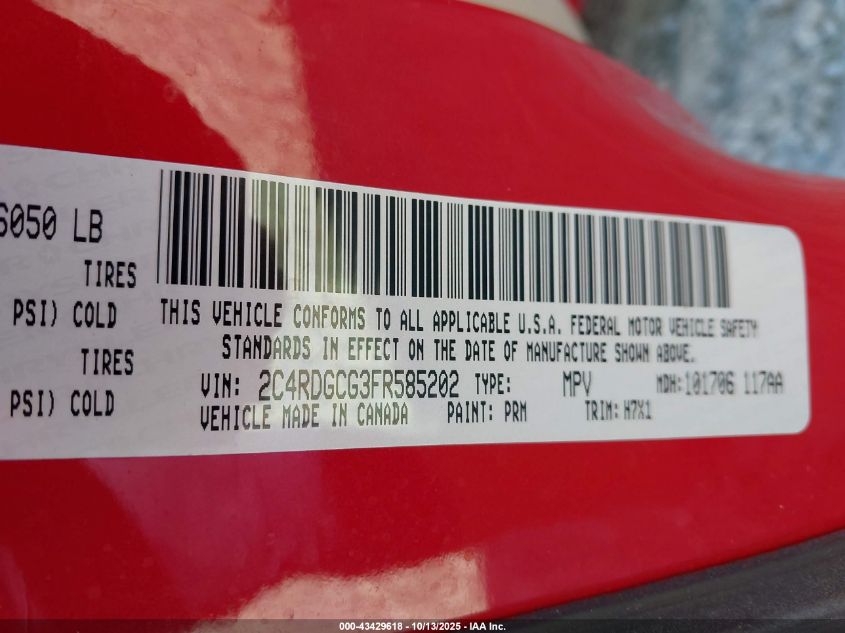 6050 LB
TIRES
PSI) COLD
TIRES
PSI) COLD
THIS VEHICLE CONFORMS TO ALL APPLICABLE U.S.A. FEDERAL MOTOR VEHICLE SAFETY
STANDARDS IN EFFECT ON THE DATE OF MANUFACTURE SHOWN ABOVE.
VIN: 2C4RDGCG3FR585202 TYPE: MPV MDH:101706 117AA
VEHICLE MADE IN CANADA PAINT: PRM TRIM: H7X1
000-43429618 - 10/13/2025 - IAA Inc.